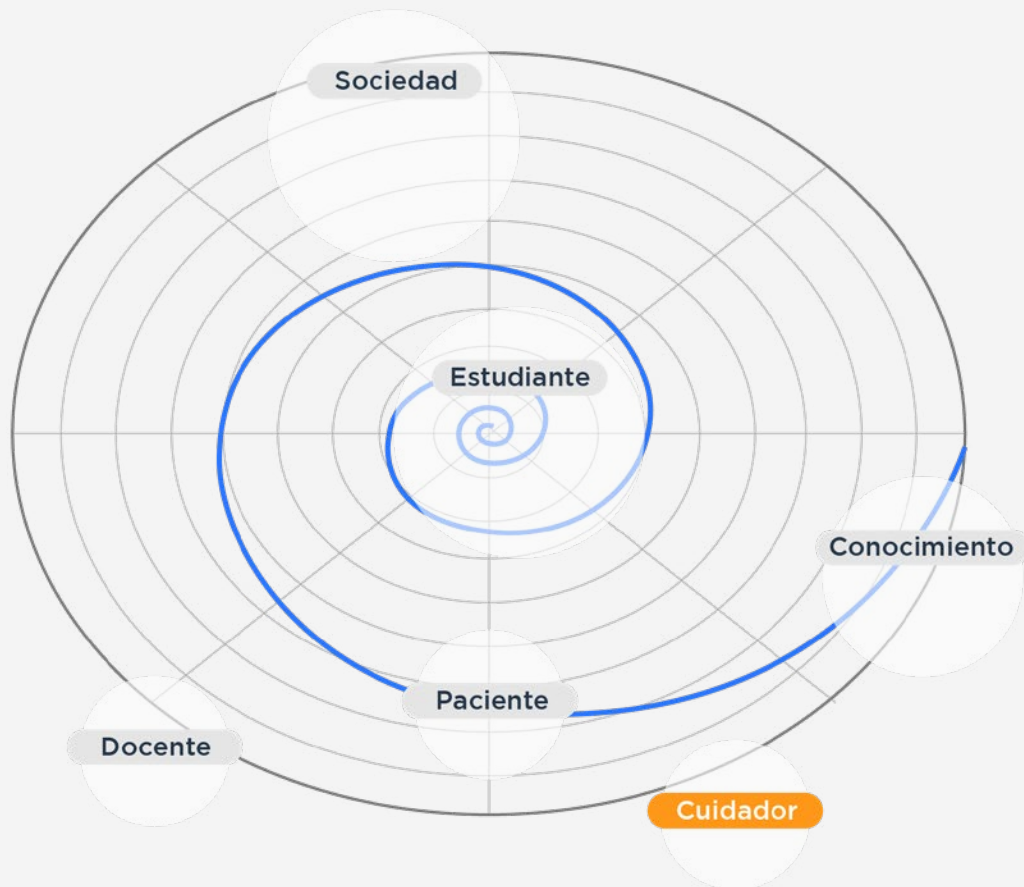 Sociedad
Estudiante
Conocimiento
Paciente
Docente
Cuidador